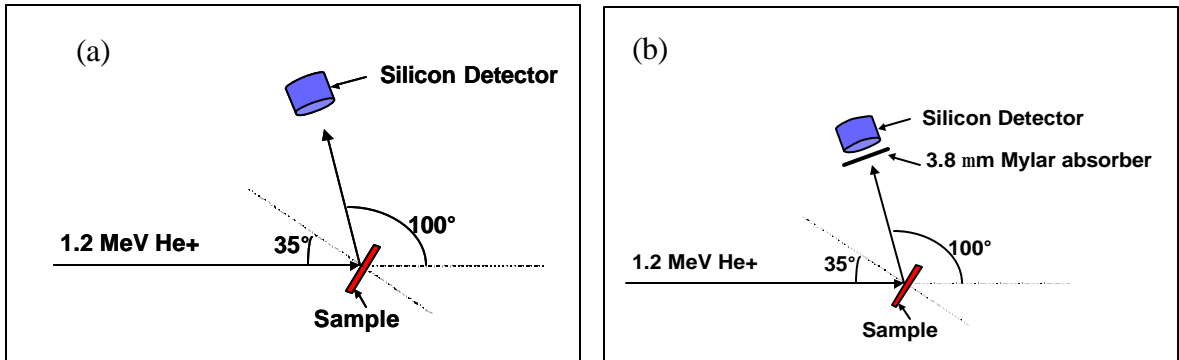 (a)
Silicon Detector
100°
1.2 MeV He+
35°
Sample
(b)
Silicon Detector
3.8 mm Mylar absorber
100°
1.2 MeV He+
35°
Sample